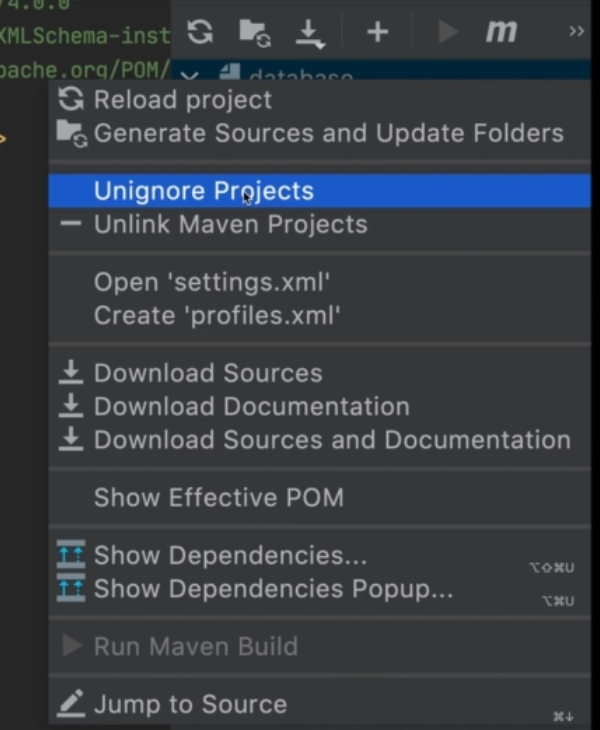 /4.0.0
XMLSchema-inst
pache.org/POM/
m
database
Reload project
Generate Sources and Update Folders
Unignore Projects
Unlink Maven Projects
Open 'settings.xml'
Create 'profiles.xml'
Download Sources
Download Documentation
Download Sources and Documentation
Show Effective POM
Show Dependencies... ⌥⇧⌘U
Show Dependencies Popup... ⌥⌘U
Run Maven Build
Jump to Source ⌘↓